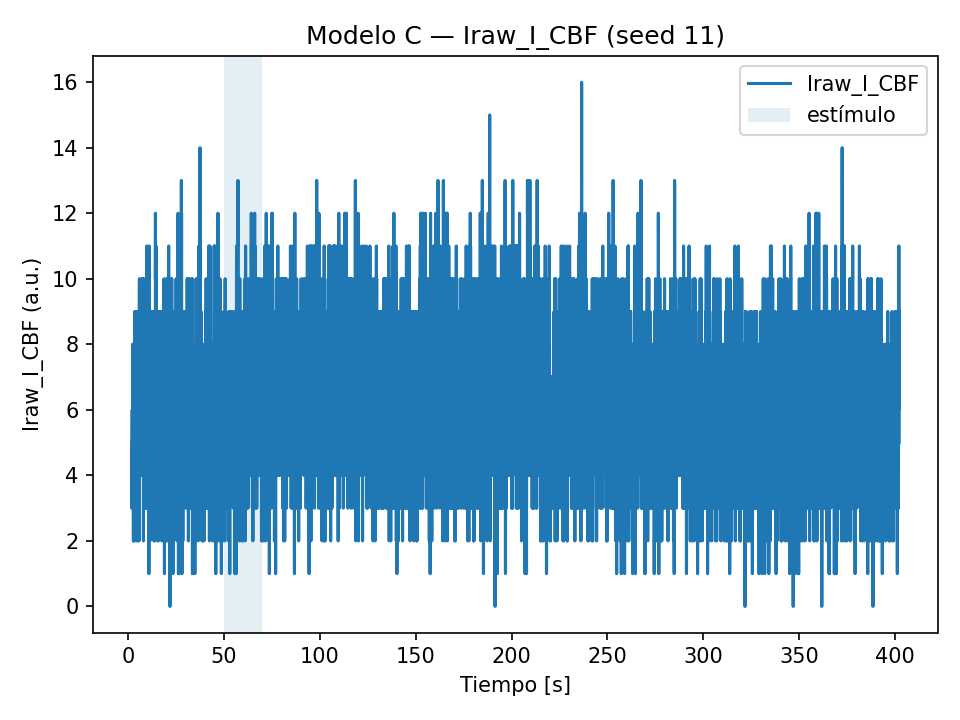 Modelo C — Iraw_I_CBF (seed 11)
Iraw_I_CBF
estímulo
Iraw_I_CBF (a.u.)
16
14
12
10
8
6
4
2
0
0 50 100 150 200 250 300 350 400
Tiempo [s]